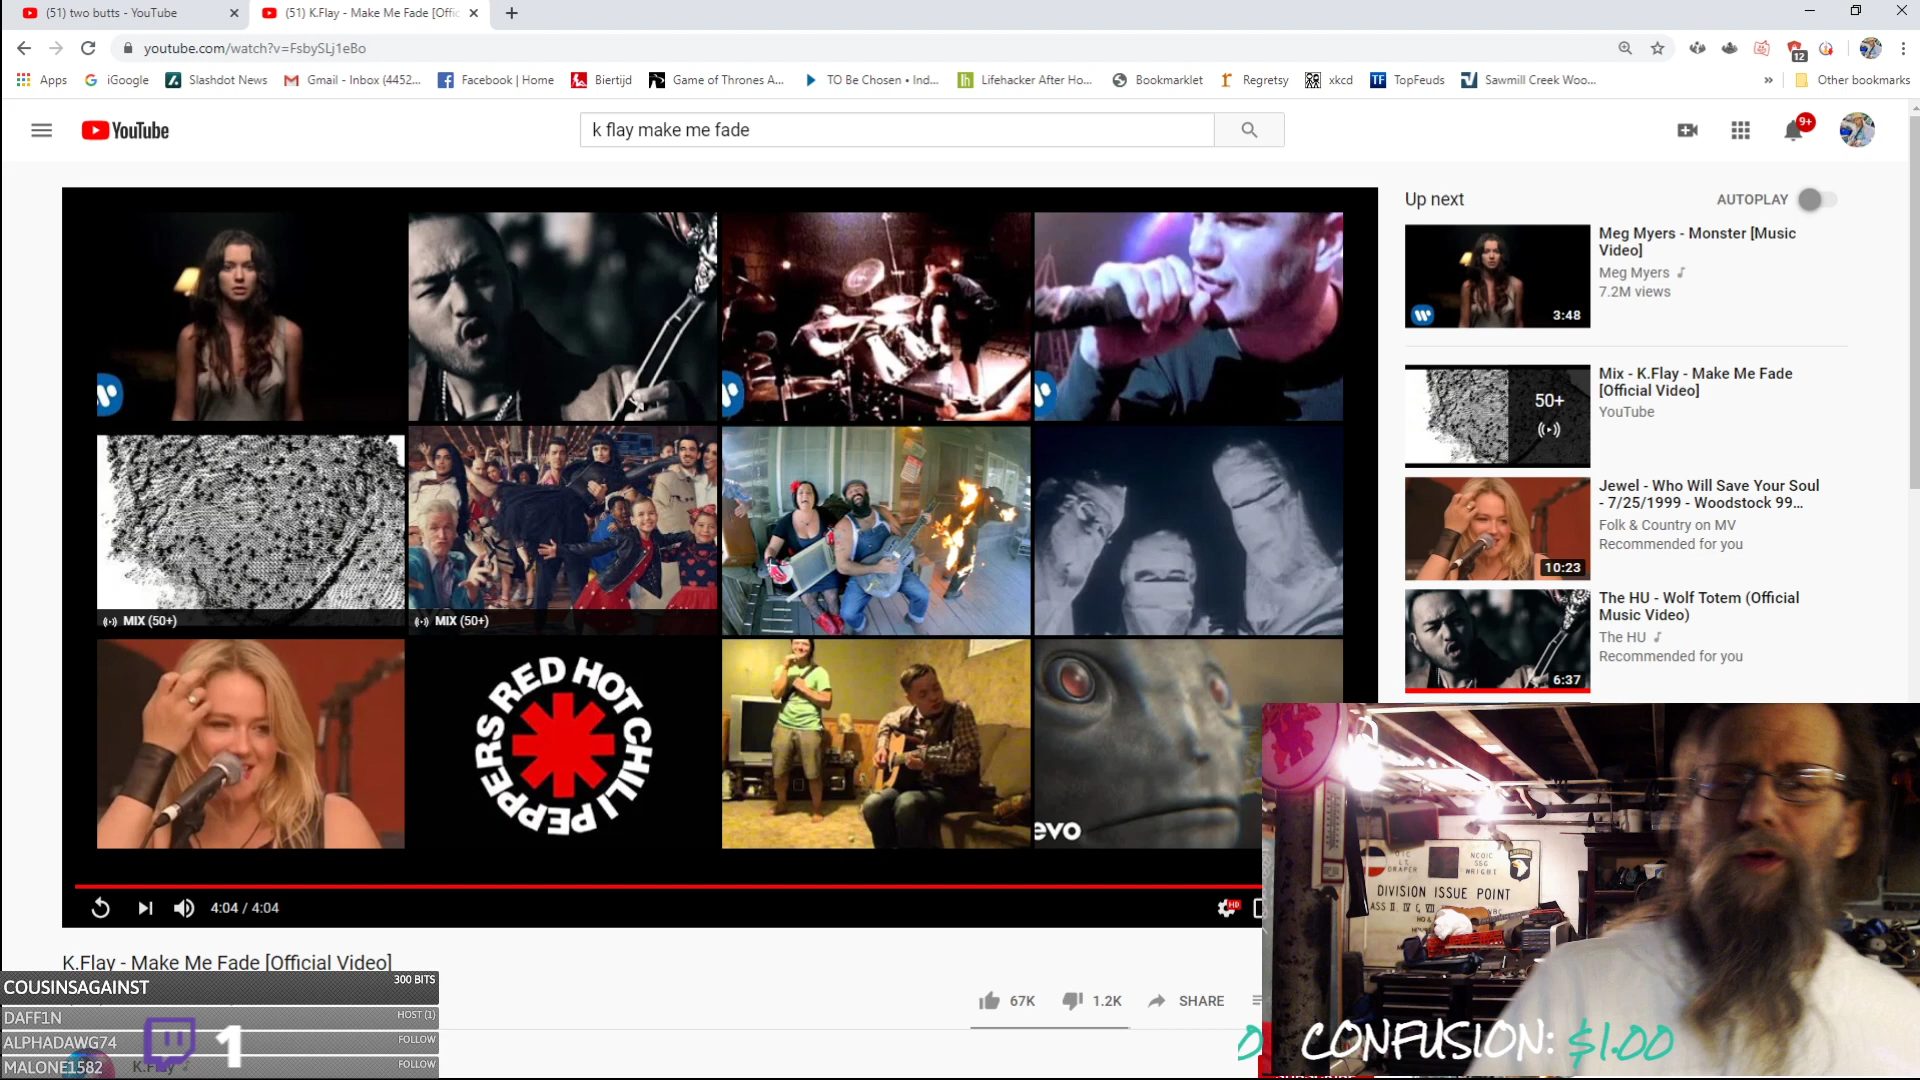 (51) two butts - YouTube
(51) K.Flay - Make Me Fade [Offic
youtube.com/watch?v=FsbySLj1eBo
12
Apps
iGoogle
Slashdot News
Gmail - Inbox (4452...
Facebook | Home
Biertijd
Game of Thrones A...
TO Be Chosen • Ind...
Lifehacker After Ho...
Bookmarklet
Regretsy
xkcd
TopFeuds
Sawmill Creek Woo...
»
Other bookmarks
YouTube
k flay make me fade
9+
Up next
AUTOPLAY
Meg Myers - Monster [Music
Video]
Meg Myers
7.2M views
3:48
Mix - K.Flay - Make Me Fade
[Official Video]
YouTube
50+
Jewel - Who Will Save Your Soul
- 7/25/1999 - Woodstock 99...
Folk & Country on MV
Recommended for you
10:23
The HU - Wolf Totem (Official
Music Video)
The HU
Recommended for you
6:37
MIX (50+)
MIX (50+)
RED HOT CHILI PEPPERS
evo
4:04 / 4:04
HD
K.Flay - Make Me Fade [Official Video]
67K
1.2K
SHARE
COUSINSAGAINST
300 BITS
DAFF1N
HOST (1)
ALPHADAWG74
FOLLOW
MALONE1582
FOLLOW
1
DRAPER
NCOIC
SSG
WRIGHT
DIVISION ISSUE POINT
CONFUSION: $1.00